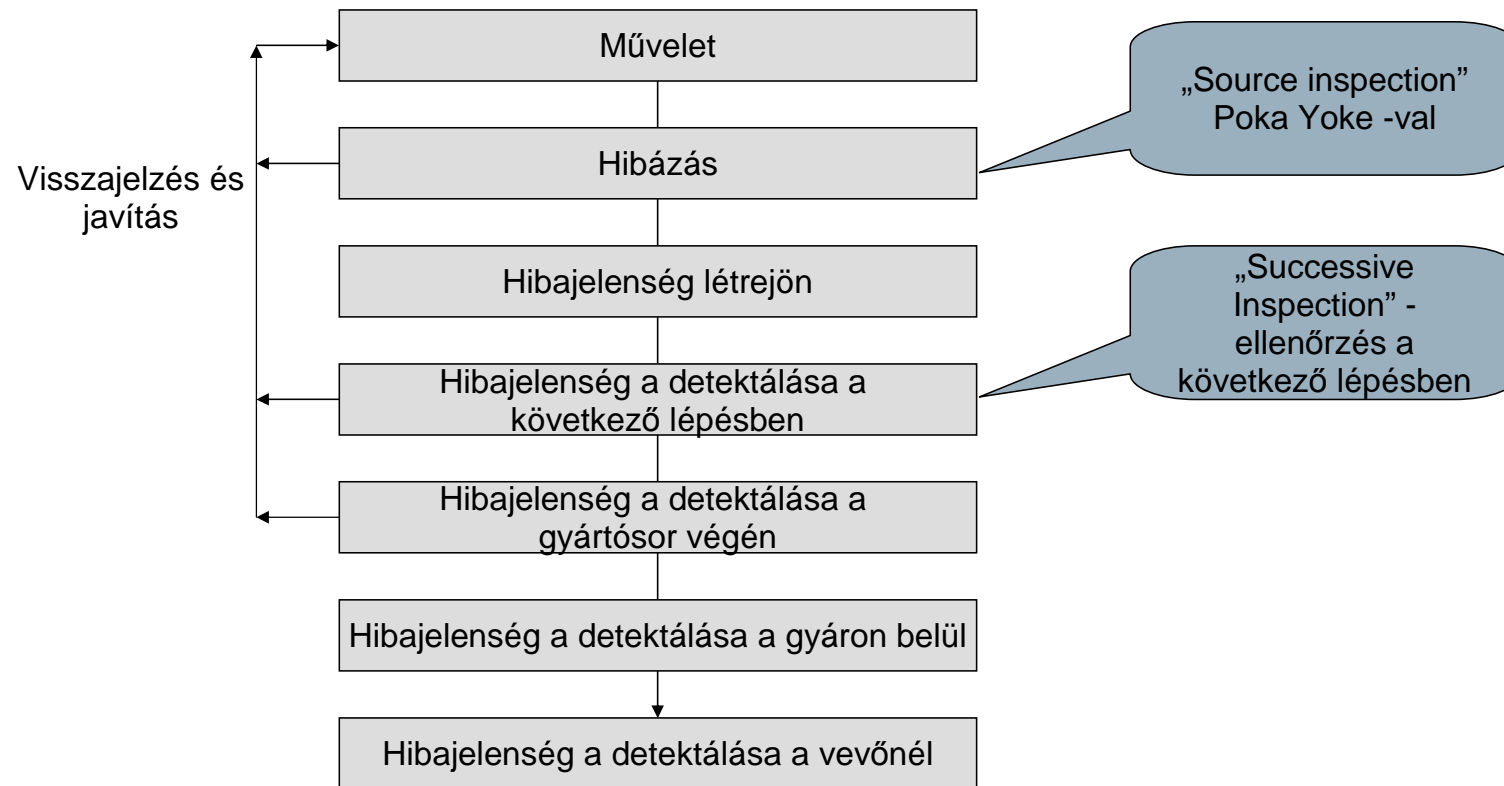 Művelet
„Source inspection”
Poka Yoke -val
Hibázás
Visszajelzés és
javítás
Hibajelenség létrejön
„Successive
Inspection” -
ellenőrzés a
következő lépésben
Hibajelenség a detektálása a
következő lépésben
Hibajelenség a detektálása a
gyártósor végén
Hibajelenség a detektálása a gyáron belül
Hibajelenség a detektálása a vevőnél